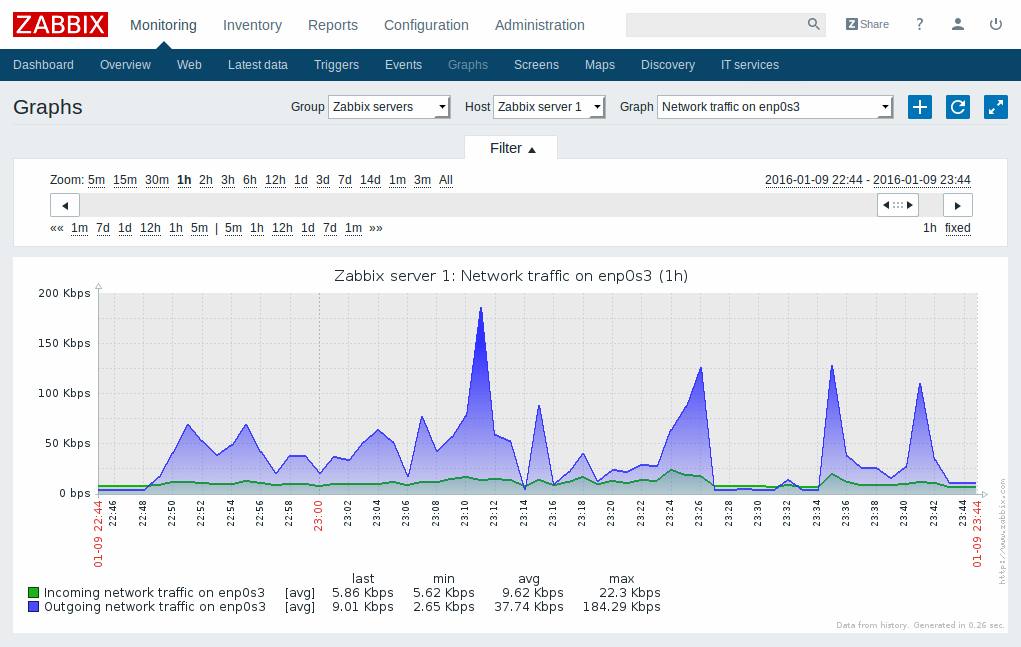 ZABBIX Monitoring Inventory Reports Configuration Administration Z Share ?
Dashboard Overview Web Latest data Triggers Events Graphs Screens Maps Discovery IT services
Graphs Group Zabbix servers Host Zabbix server 1 Graph Network traffic on enp0s3
Filter ▲
Zoom: 5m 15m 30m 1h 2h 3h 6h 12h 1d 3d 7d 14d 1m 3m All 2016-01-09 22:44 - 2016-01-09 23:44
«« 1m 7d 1d 12h 1h 5m | 5m 1h 12h 1d 7d 1m »» 1h fixed
Zabbix server 1: Network traffic on enp0s3 (1h)
200 Kbps
150 Kbps
100 Kbps
50 Kbps
0 bps
01-09 22:44 22:46 22:48 22:50 22:52 22:54 22:56 22:58 23:00 23:02 23:04 23:06 23:08 23:10 23:12 23:14 23:16 23:18 23:20 23:22 23:24 23:26 23:28 23:30 23:32 23:34 23:36 23:38 23:40 23:42 23:44 01-09 23:44
http://www.zabbix.com
last min avg max
Incoming network traffic on enp0s3 [avg] 5.86 Kbps 5.62 Kbps 9.62 Kbps 22.3 Kbps
Outgoing network traffic on enp0s3 [avg] 9.01 Kbps 2.65 Kbps 37.74 Kbps 184.29 Kbps
Data from history. Generated in 0.26 sec.